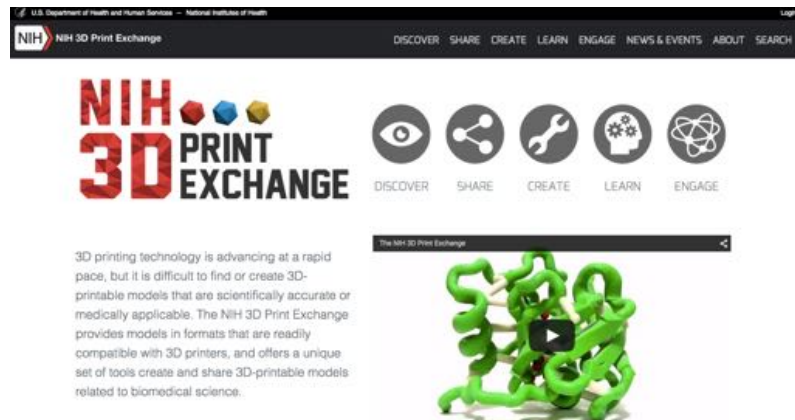 U.S. Department of Health and Human Services — National Institutes of Health
Login
NIH
NIH 3D Print Exchange
DISCOVER SHARE CREATE LEARN ENGAGE NEWS & EVENTS ABOUT SEARCH
NIH
3D PRINT
EXCHANGE
DISCOVER SHARE CREATE LEARN ENGAGE
3D printing technology is advancing at a rapid
pace, but it is difficult to find or create 3D-
printable models that are scientifically accurate or
medically applicable. The NIH 3D Print Exchange
provides models in formats that are readily
compatible with 3D printers, and offers a unique
set of tools create and share 3D-printable models
related to biomedical science.
The NIH 3D Print Exchange